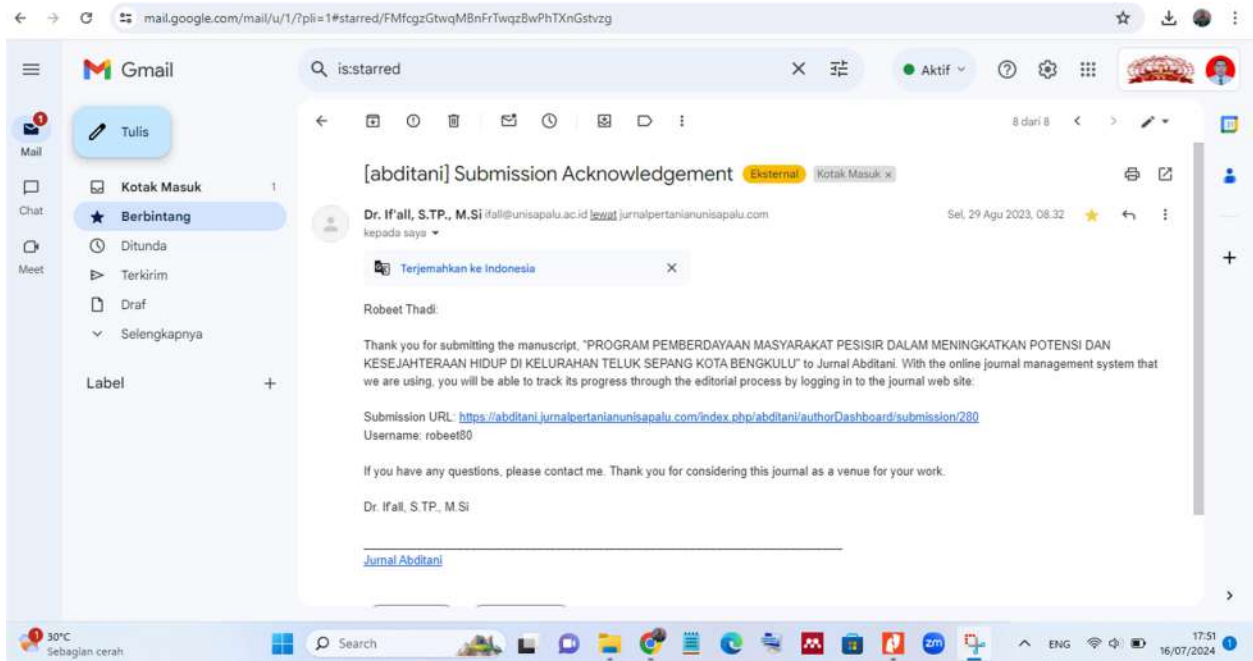 mail.google.com/mail/u/1/?pli=1#starred/FMfcgzGtwqMBnFrTwqzBwPhTXnGstvzg
Gmail
is:starred
Aktif
1
Mail
Chat
Meet
Tulis
Kotak Masuk 1
Berbintang
Ditunda
Terkirim
Draf
Selengkapnya
Label
8 dari 8
[abditani] Submission Acknowledgement Eksternal Kotak Masuk x
Dr. If'all, S.TP., M.Si ifall@unisapalu.ac.id lewat jurnalpertanianunisapalu.com Sel, 29 Agu 2023, 08.32
kepada saya
Terjemahkan ke Indonesia
Robeet Thadi:
Thank you for submitting the manuscript, "PROGRAM PEMBERDAYAAN MASYARAKAT PESISIR DALAM MENINGKATKAN POTENSI DAN
KESEJAHTERAAN HIDUP DI KELURAHAN TELUK SEPANG KOTA BENGKULU" to Jurnal Abditani. With the online journal management system that
we are using, you will be able to track its progress through the editorial process by logging in to the journal web site:
Submission URL: https://abditani.jurnalpertanianunisapalu.com/index.php/abditani/authorDashboard/submission/280
Username: robeet80
If you have any questions, please contact me. Thank you for considering this journal as a venue for your work.
Dr. If'all, S.TP., M.Si
Jurnal Abditani
1
30°C
Sebagian cerah
Search
zm
ENG
17:51
16/07/2024
1